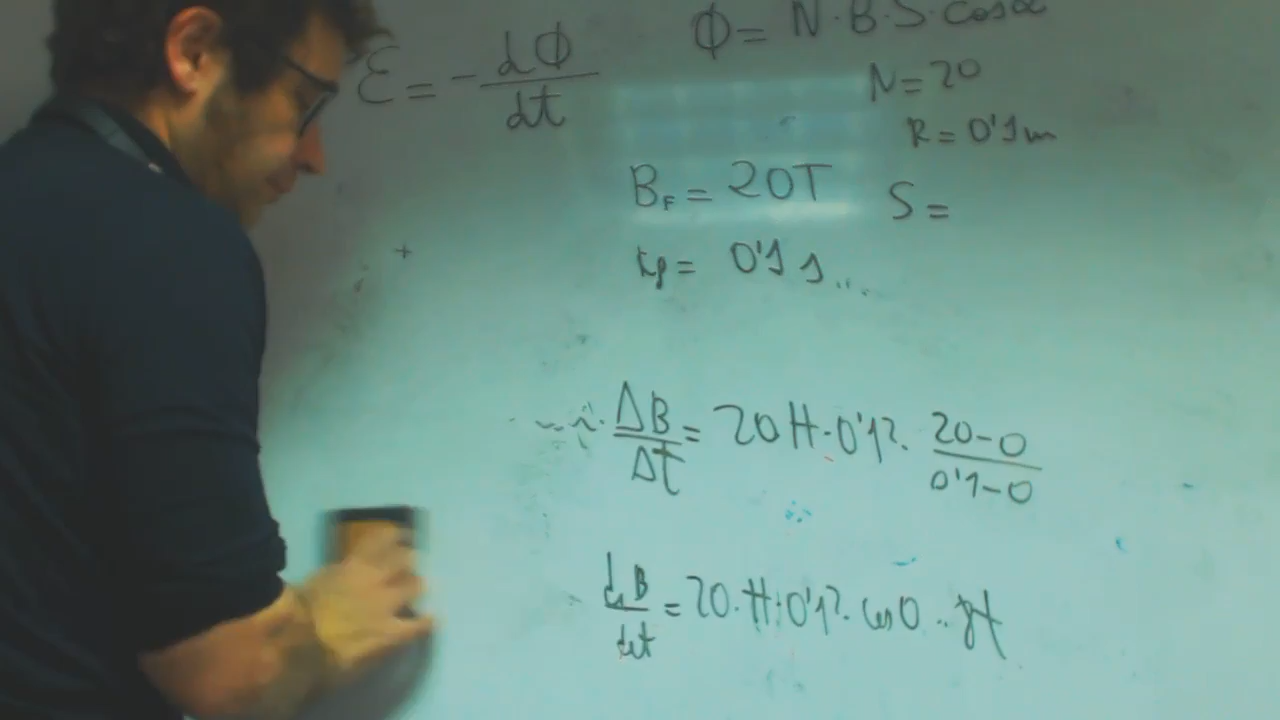 Φ = N·B·S·cosα
ε = - dΦ/dt
N = 20
R = 0'1m
B_F = 20T
S =
t_f = 0'1 s
ΔB/Δt = 20π·0'1²· (20-0)/(0'1-0)
dB/dt = 20·π·0'1²·cos0